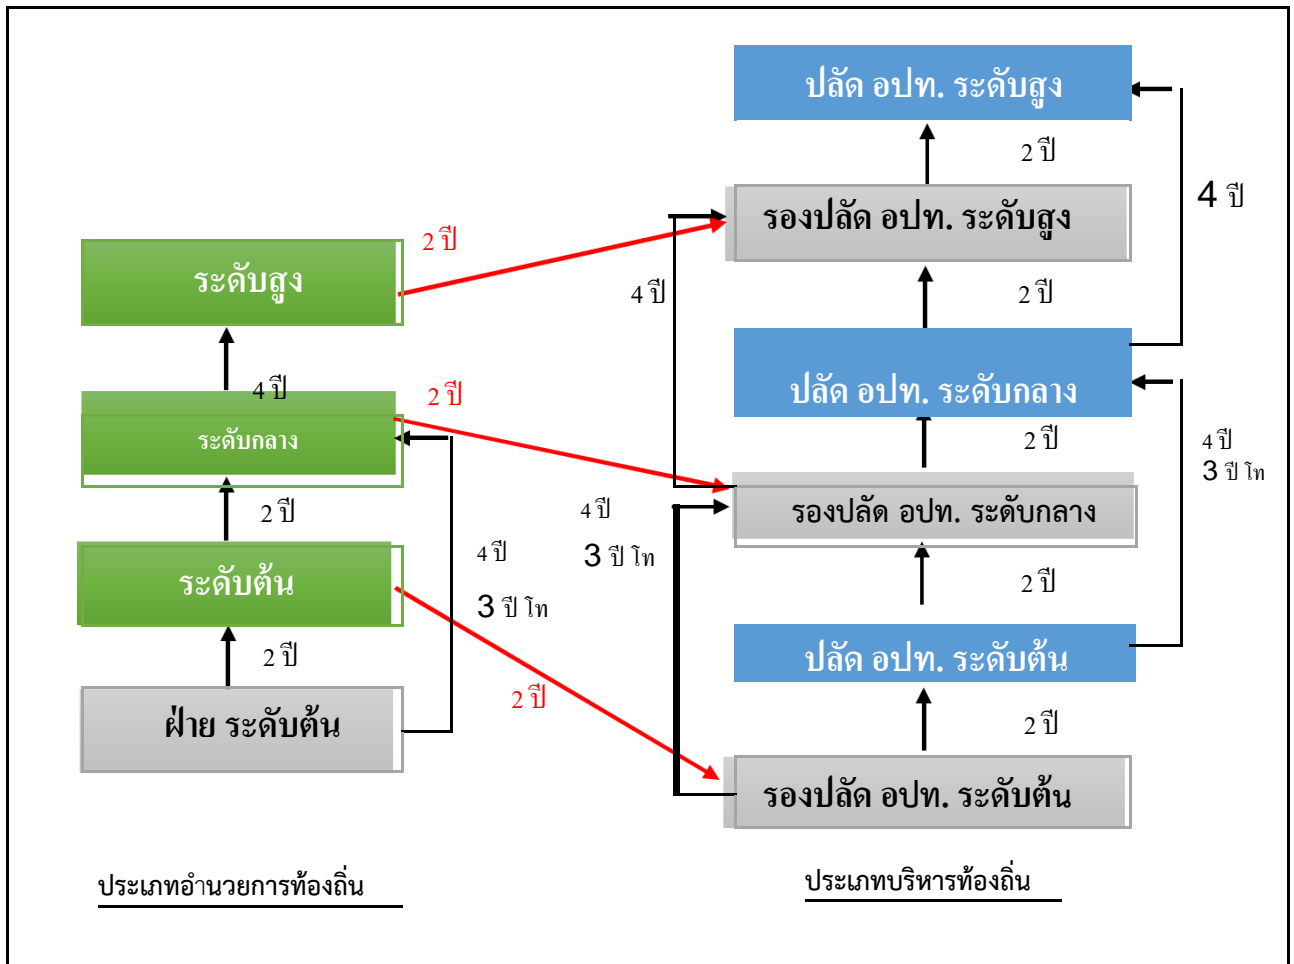 ปลัด อปท. ระดับสูง
2 ปี
4 ปี
รองปลัด อปท. ระดับสูง
2 ปี
ระดับสูง
4 ปี
2 ปี
4 ปี
2 ปี
ปลัด อปท. ระดับกลาง
ระดับกลาง
2 ปี
4 ปี
3 ปี โท
2 ปี
4 ปี
3 ปี โท
รองปลัด อปท. ระดับกลาง
4 ปี
3 ปี โท
ระดับต้น
2 ปี
2 ปี
ปลัด อปท. ระดับต้น
2 ปี
ฝ่าย ระดับต้น
2 ปี
รองปลัด อปท. ระดับต้น
ประเภทอำนวยการท้องถิ่น
ประเภทบริหารท้องถิ่น